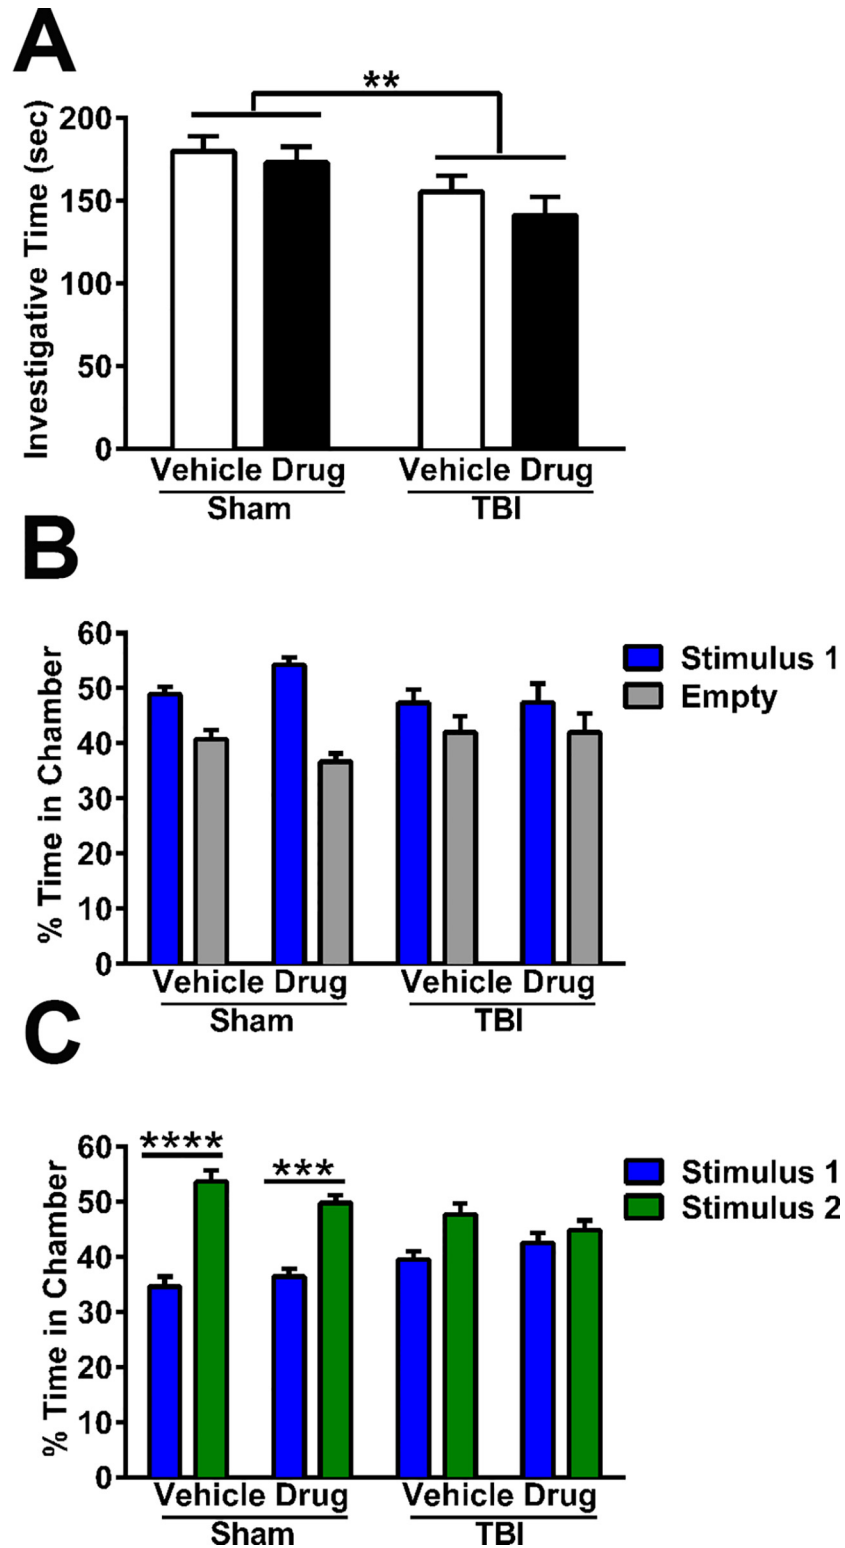 A
**
Investigative Time (sec)
200
150
100
50
0
Vehicle Drug Vehicle Drug
Sham TBI
B
% Time in Chamber
60
50
40
30
20
10
0
Stimulus 1
Empty
Vehicle Drug Vehicle Drug
Sham TBI
C
% Time in Chamber
60
50
40
30
20
10
0
****
***
Stimulus 1
Stimulus 2
Vehicle Drug Vehicle Drug
Sham TBI